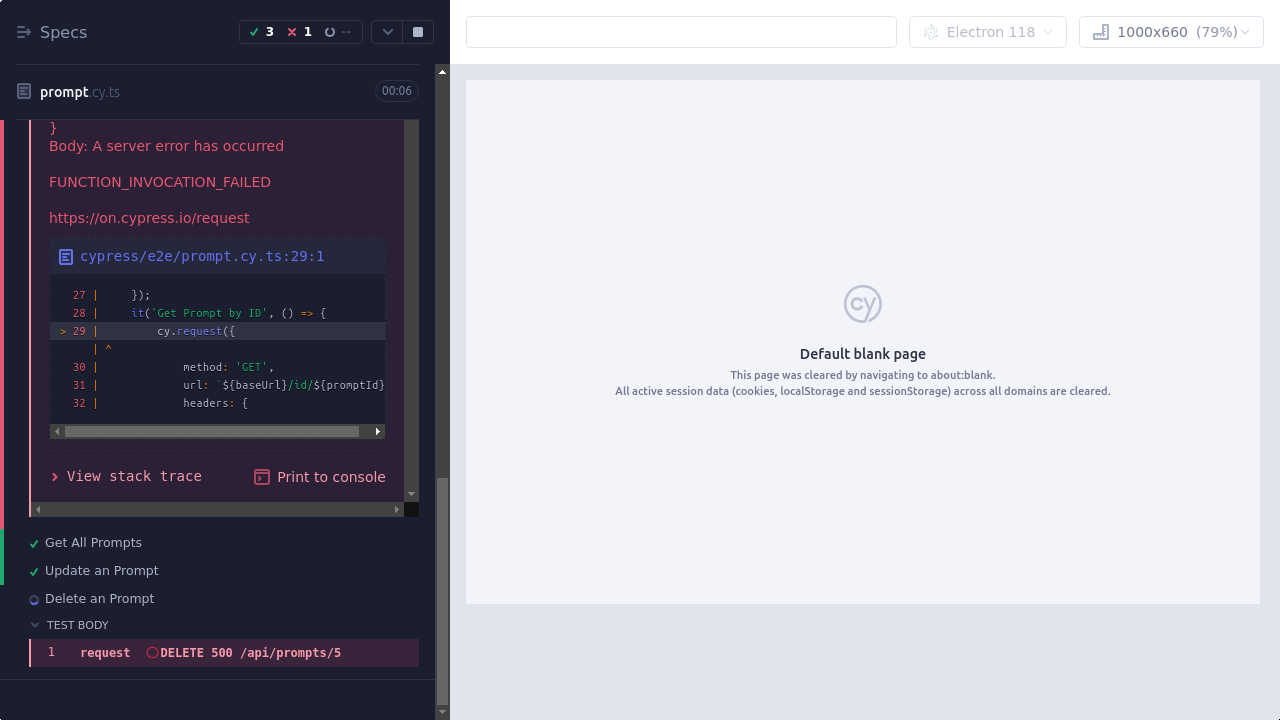 Specs
3 1 --
Electron 118
1000x660 (79%)
prompt.cy.ts 00:06
}
Body: A server error has occurred
FUNCTION_INVOCATION_FAILED
https://on.cypress.io/request
cypress/e2e/prompt.cy.ts:29:1
27 | });
28 | it('Get Prompt by ID', () => {
> 29 | cy.request({
| ^
30 | method: 'GET',
31 | url: `${baseUrl}/id/${promptId}
32 | headers: {
View stack trace Print to console
Get All Prompts
Update an Prompt
Delete an Prompt
TEST BODY
1 request DELETE 500 /api/prompts/5
cy
Default blank page
This page was cleared by navigating to about:blank.
All active session data (cookies, localStorage and sessionStorage) across all domains are cleared.